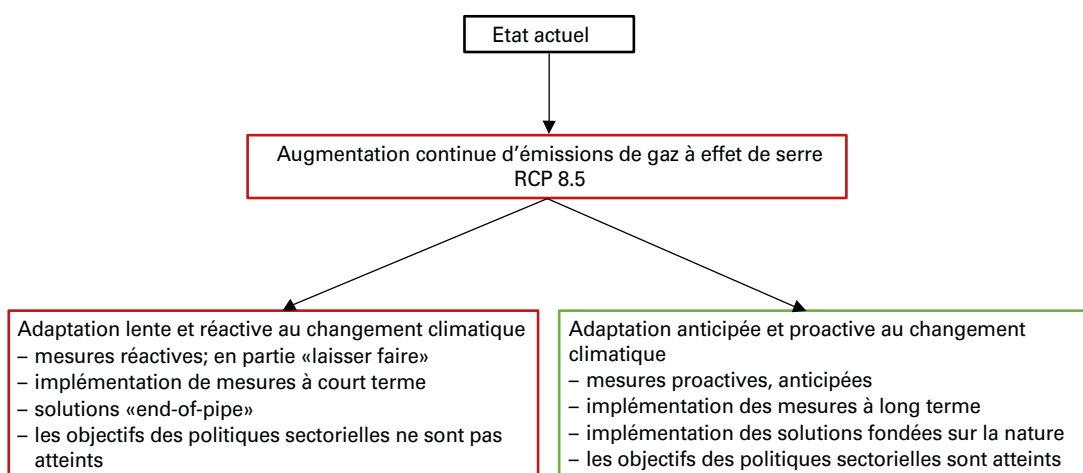 Etat actuel
Augmentation continue d'émissions de gaz à effet de serre
RCP 8.5
Adaptation lente et réactive au changement climatique
– mesures réactives; en partie «laisser faire»
– implémentation de mesures à court terme
– solutions «end-of-pipe»
– les objectifs des politiques sectorielles ne sont pas
atteints
Adaptation anticipée et proactive au changement
climatique
– mesures proactives, anticipées
– implémentation des mesures à long terme
– implémentation des solutions fondées sur la nature
– les objectifs des politiques sectorielles sont atteints